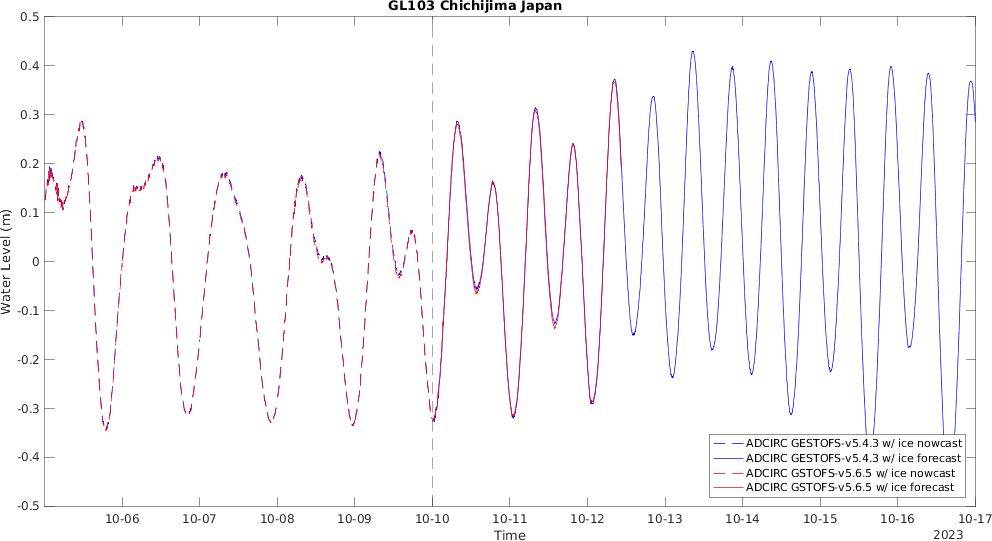 GL103 Chichijima Japan
0.5
0.4
0.3
0.2
0.1
0
-0.1
-0.2
-0.3
-0.4
-0.5
Water Level (m)
ADCIRC GESTOFS-v5.4.3 w/ ice nowcast
ADCIRC GESTOFS-v5.4.3 w/ ice forecast
ADCIRC GSTOFS-v5.6.5 w/ ice nowcast
ADCIRC GSTOFS-v5.6.5 w/ ice forecast
10-06 10-07 10-08 10-09 10-10 10-11 10-12 10-13 10-14 10-15 10-16 10-17
Time
2023